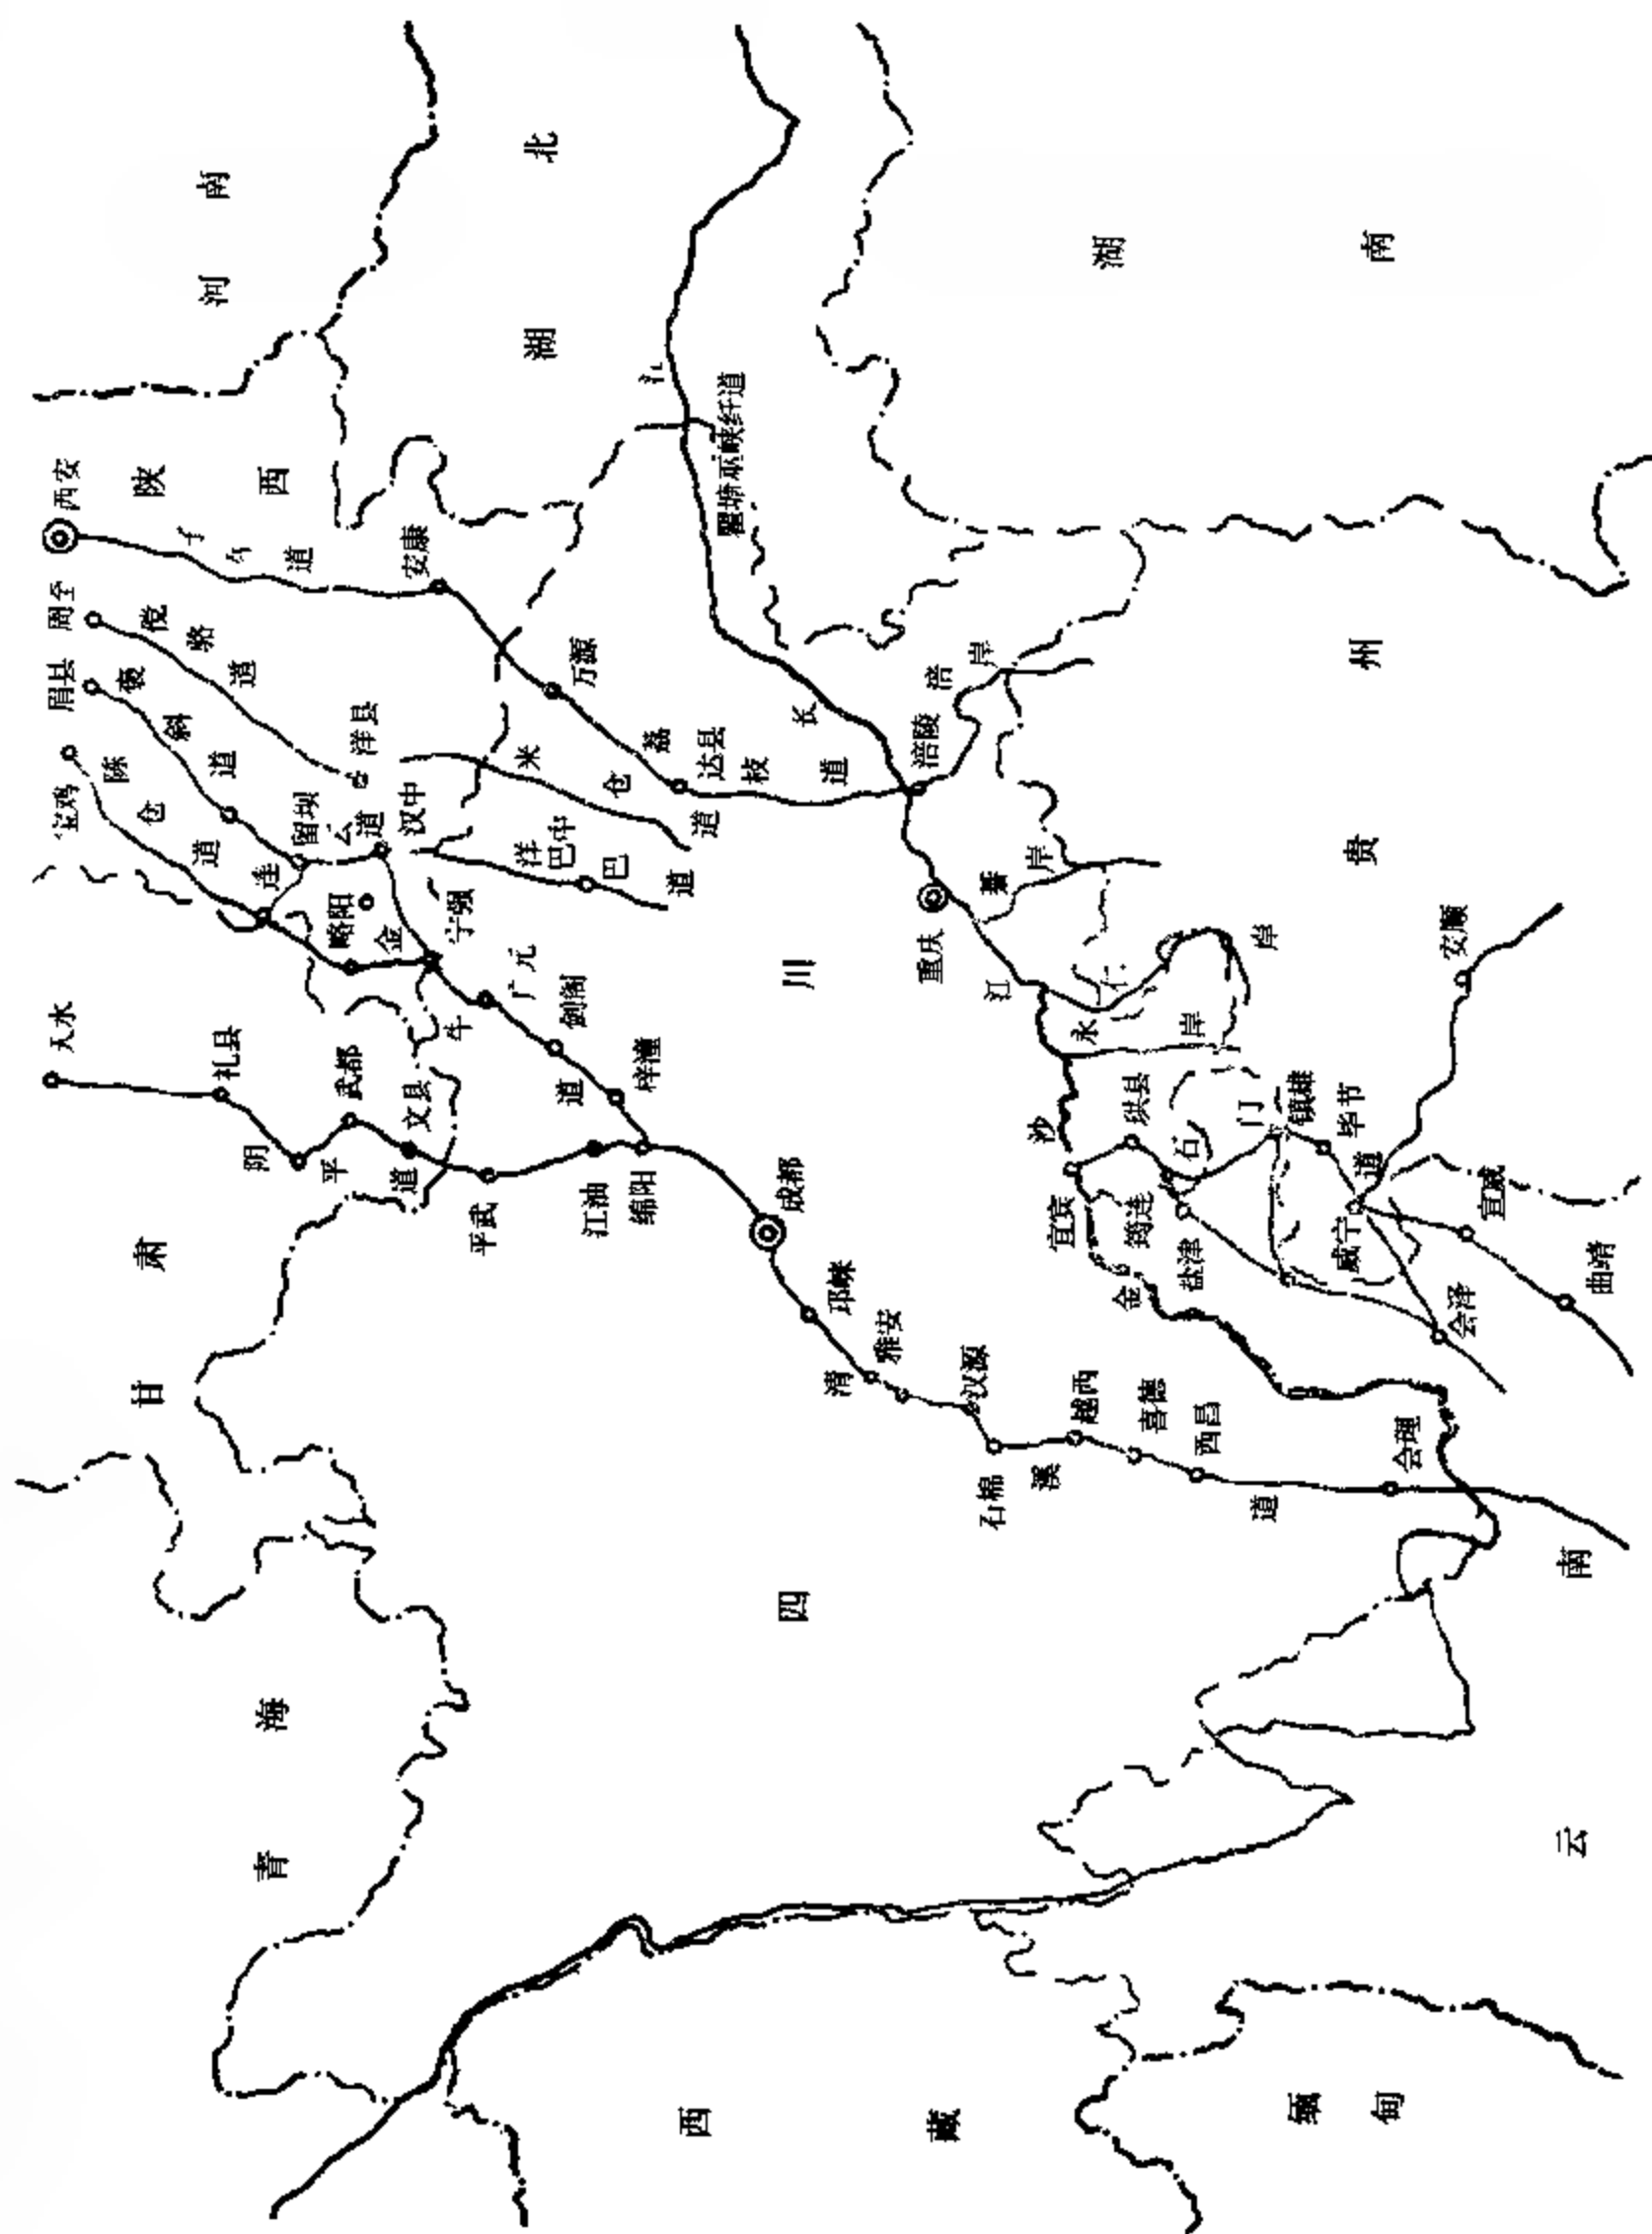 河南
湖北
湖南
陕西
西安
子午道
周至
傥骆道
眉县
褒斜道
宝鸡
陈仓道
洋县
留坝
连云道
汉中
略阳
宁强
金牛道
安康
万源
荔枝道
达县
米仓道
洋巴道
巴中
瞿塘巫峡纤道
长江
涪陵
涪岸
綦岸
重庆
仁岸
永岸
贵州
安顺
天水
礼县
武都
文县
阴平道
平武
江油
绵阳
广元
剑阁
梓潼
成都
邛崃
雅安
汉源
石棉
越西
喜德
西昌
会理
清溪道
四川
金沙
宜宾
珙县
筠连
盐津
石门道
镇雄
毕节
威宁
宣威
曲靖
会泽
甘肃
青海
西藏
云南
缅甸